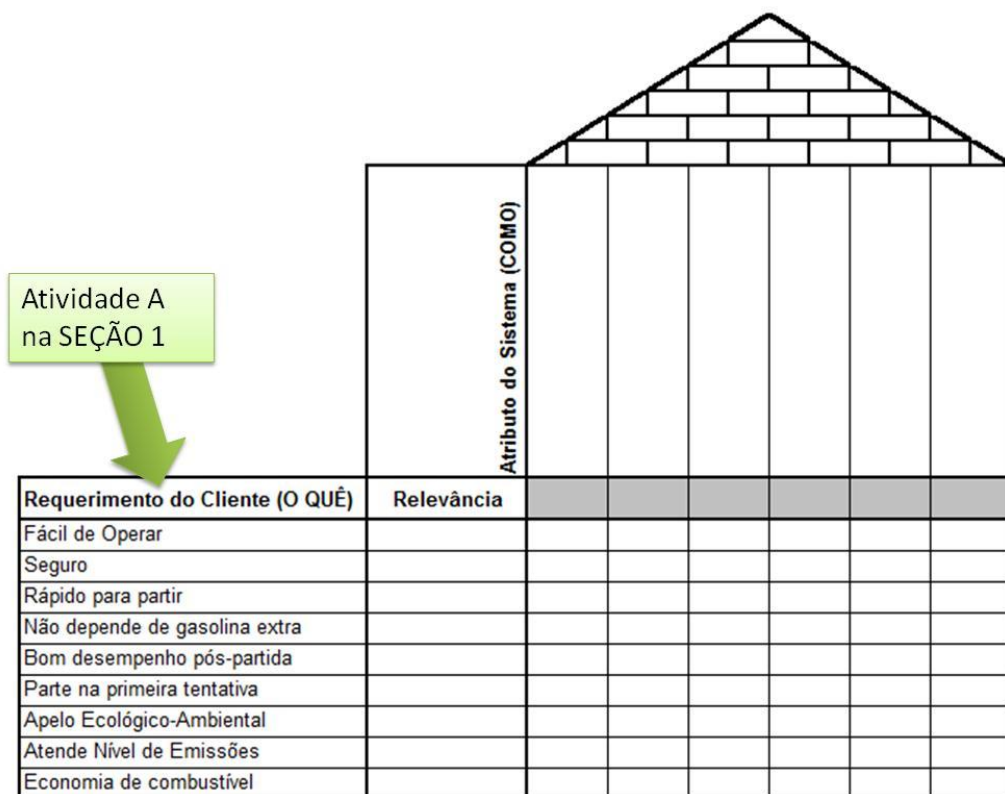 Atividade A
na SEÇÃO 1
Atributo do Sistema (COMO)
Requerimento do Cliente (O QUÊ) Relevância
Fácil de Operar
Seguro
Rápido para partir
Não depende de gasolina extra
Bom desempenho pós-partida
Parte na primeira tentativa
Apelo Ecológico-Ambiental
Atende Nível de Emissões
Economia de combustível